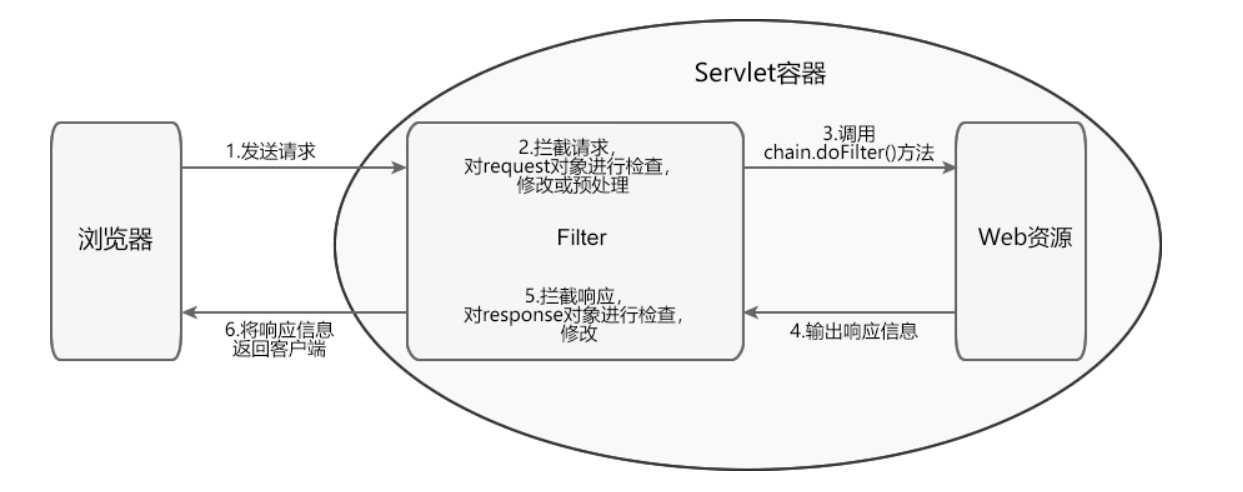 Servlet容器
浏览器
1.发送请求
2.拦截请求，
对request对象进行检查，
修改或预处理
Filter
3.调用
chain.doFilter()方法
Web资源
4.输出响应信息
5.拦截响应，
对response对象进行检查，
修改
6.将响应信息
返回客户端